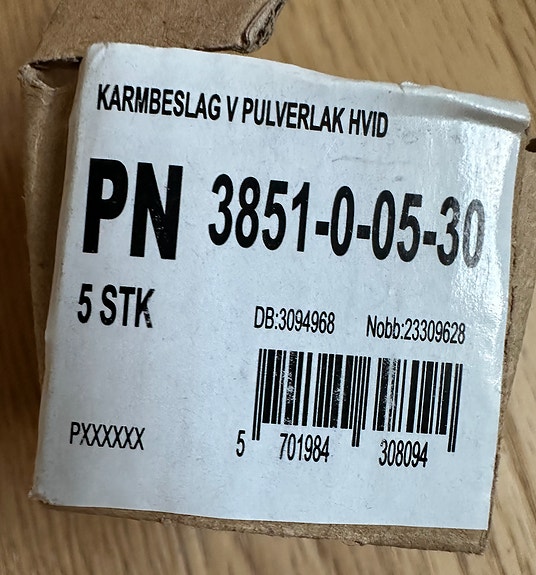 KARMBESLAG V PULVERLAK HVID
PN 3851-0-05-30
5 STK
DB:3094968 Nobb:23309628
PXXXXXX
5 701984 308094